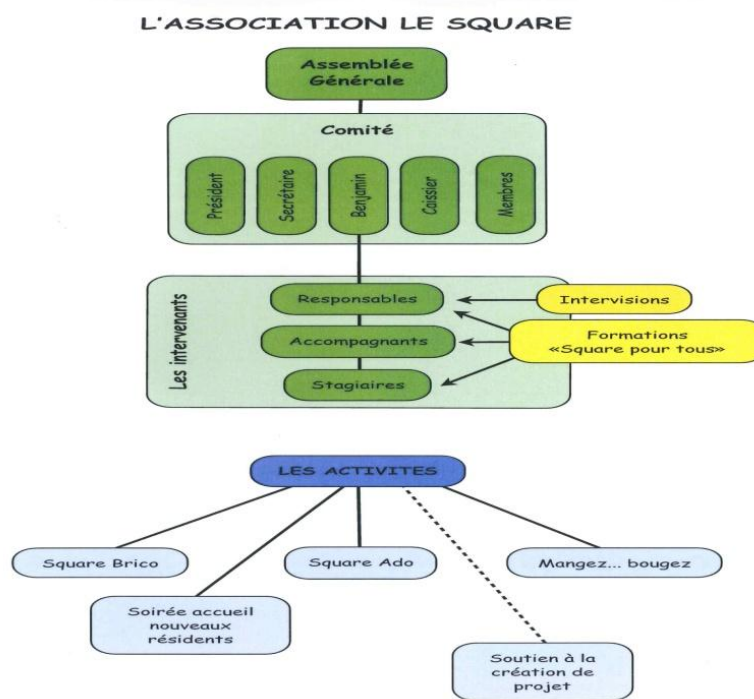 L'ASSOCIATION LE SQUARE
Assemblée
Générale
Comité
Président
Secrétaire
Benjamin
Caissier
Membres
Les intervenants
Responsables
Intervisions
Accompagnants
Formations
«Square pour tous»
Stagiaires
LES ACTIVITES
Square Brico
Square Ado
Mangez... bougez
Soirée accueil
nouveaux
résidents
Soutien à la
création de
projet